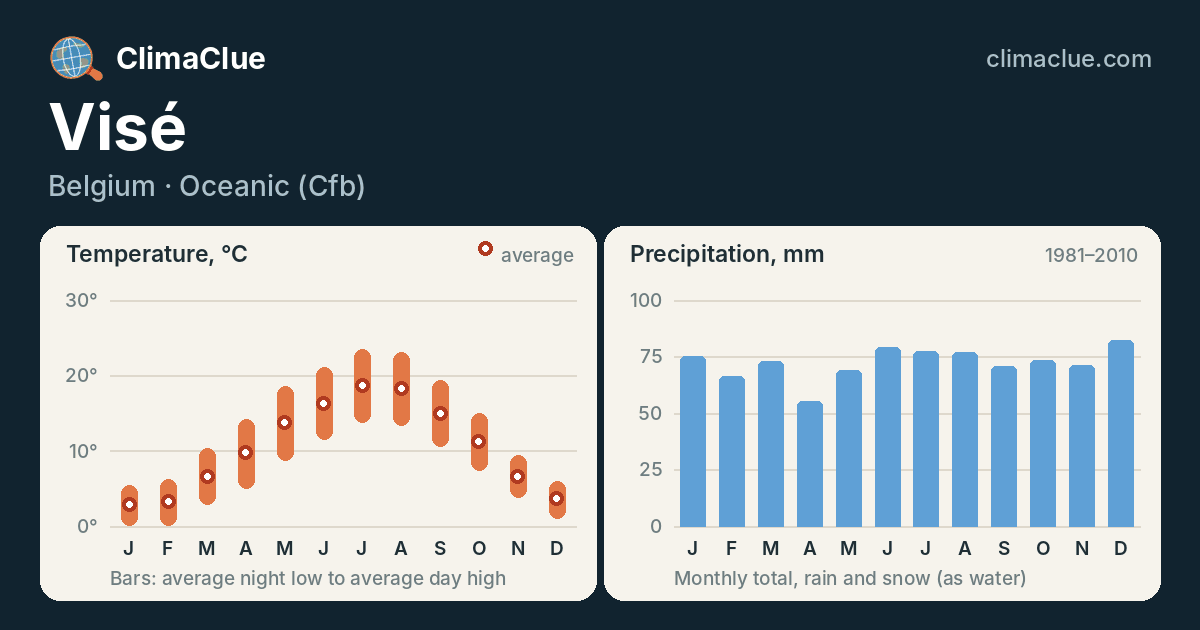 ClimaClue
climaclue.com
Visé
Belgium · Oceanic (Cfb)
Temperature, °C
average
30°
20°
10°
0°
J F M A M J J A S O N D
Bars: average night low to average day high
Precipitation, mm
1981–2010
100
75
50
25
0
J F M A M J J A S O N D
Monthly total, rain and snow (as water)